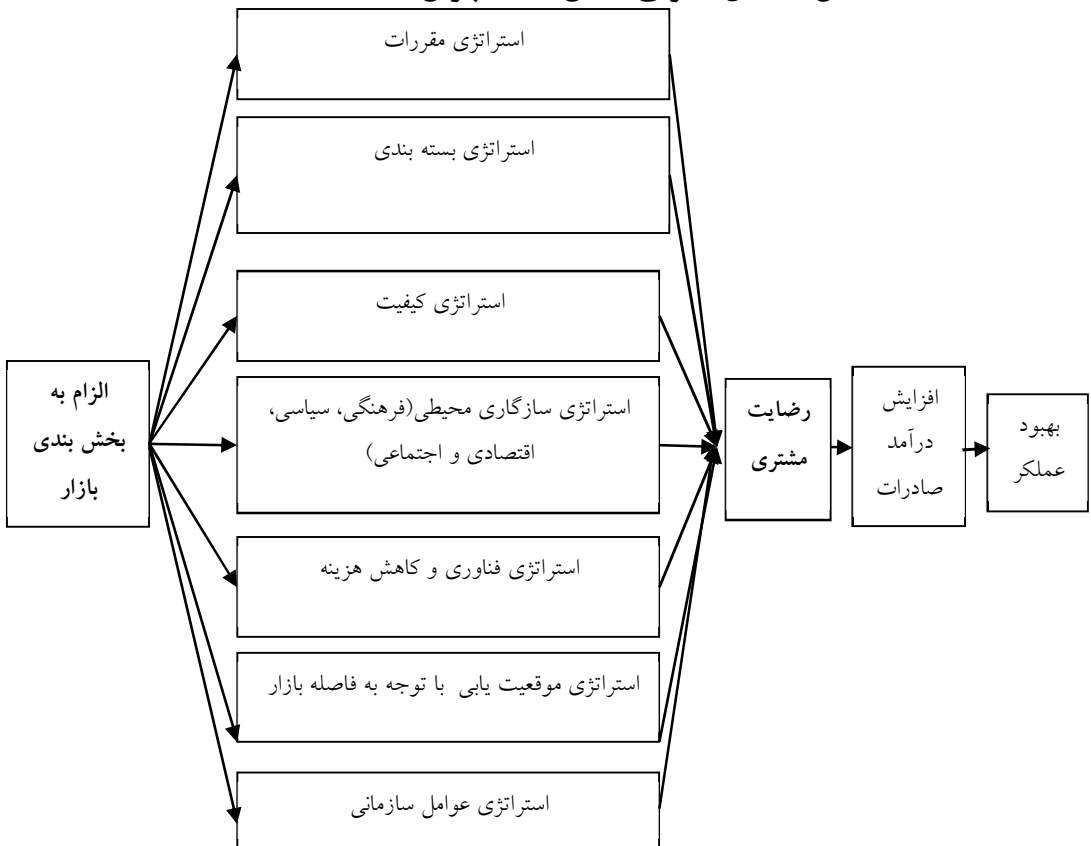 استراتژی مقررات
استراتژی بسته بندی
استراتژی کیفیت
الزام به
بخش بندی
بازار
استراتژی سازگاری محیطی(فرهنگی، سیاسی،
اقتصادی و اجتماعی)
رضایت
مشتری
افزایش
درآمد
صادرات
بهبود
عملکر
استراتژی فناوری و کاهش هزینه
استراتژی موقعیت یابی با توجه به فاصله بازار
استراتژی عوامل سازمانی